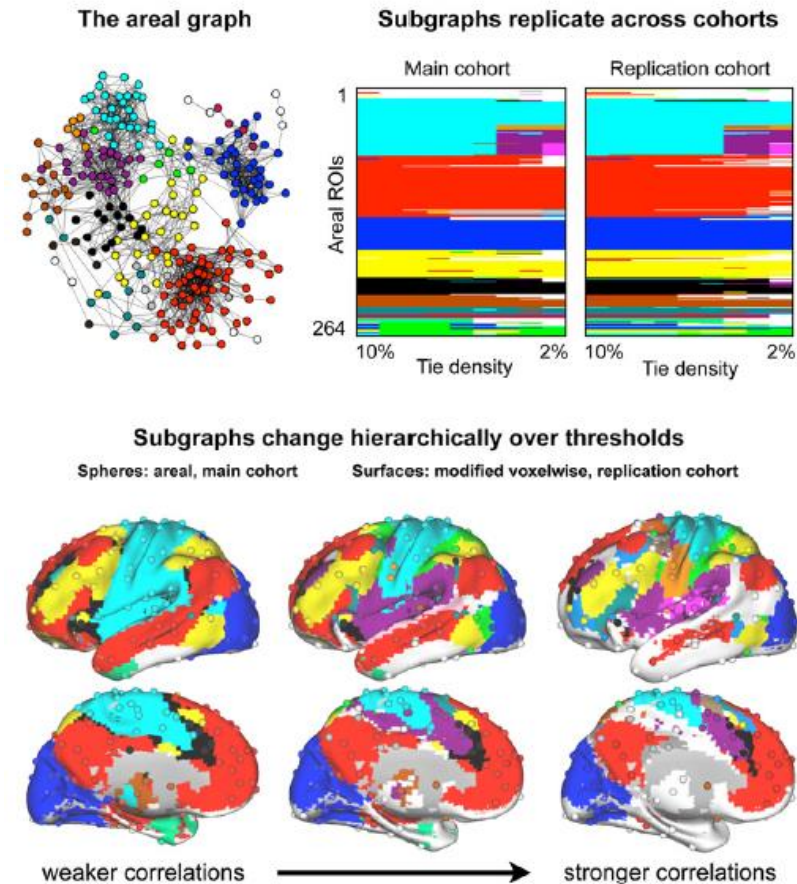 The areal graph
Subgraphs replicate across cohorts
Main cohort
Replication cohort
1
Areal ROIs
264
10%
2%
Tie density
10%
2%
Tie density
Subgraphs change hierarchically over thresholds
Spheres: areal, main cohort
Surfaces: modified voxelwise, replication cohort
weaker correlations
stronger correlations